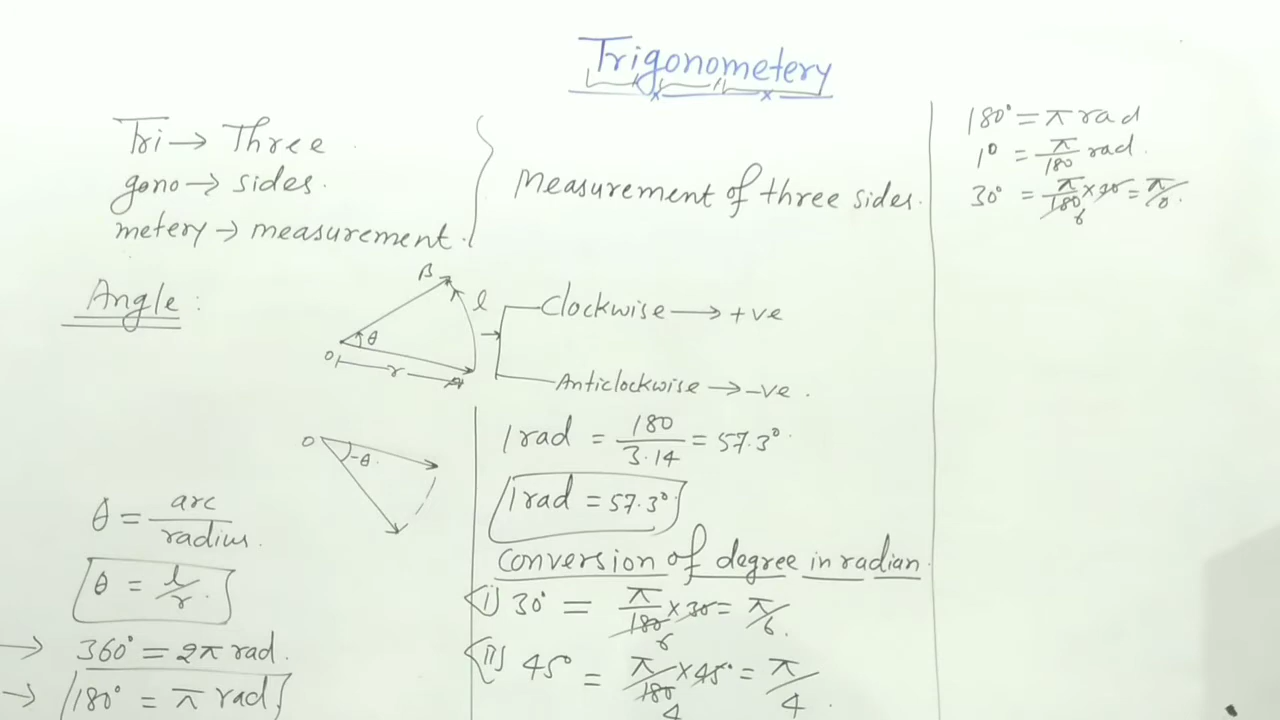 Trigonometery
Tri → Three
gono → sides.
metery → measurement.
Measurement of three sides.
Angle :
B
l
θ
O
r
A
Clockwise → +ve
Anticlockwise → -ve .
O
-θ
θ = arc/radius.
θ = l/r.
→ 360° = 2π rad.
→ 180° = π rad
1 rad = 180/3.14 = 57.3°
1 rad = 57.3°
Conversion of degree in radian.
(i) 30° = π/180 × 30 = π/6.
6
(ii) 45° = π/180 × 45° = π/4.
4
180° = π rad
1° = π/180 rad.
30° = π/180 × 30 = π/6.
6